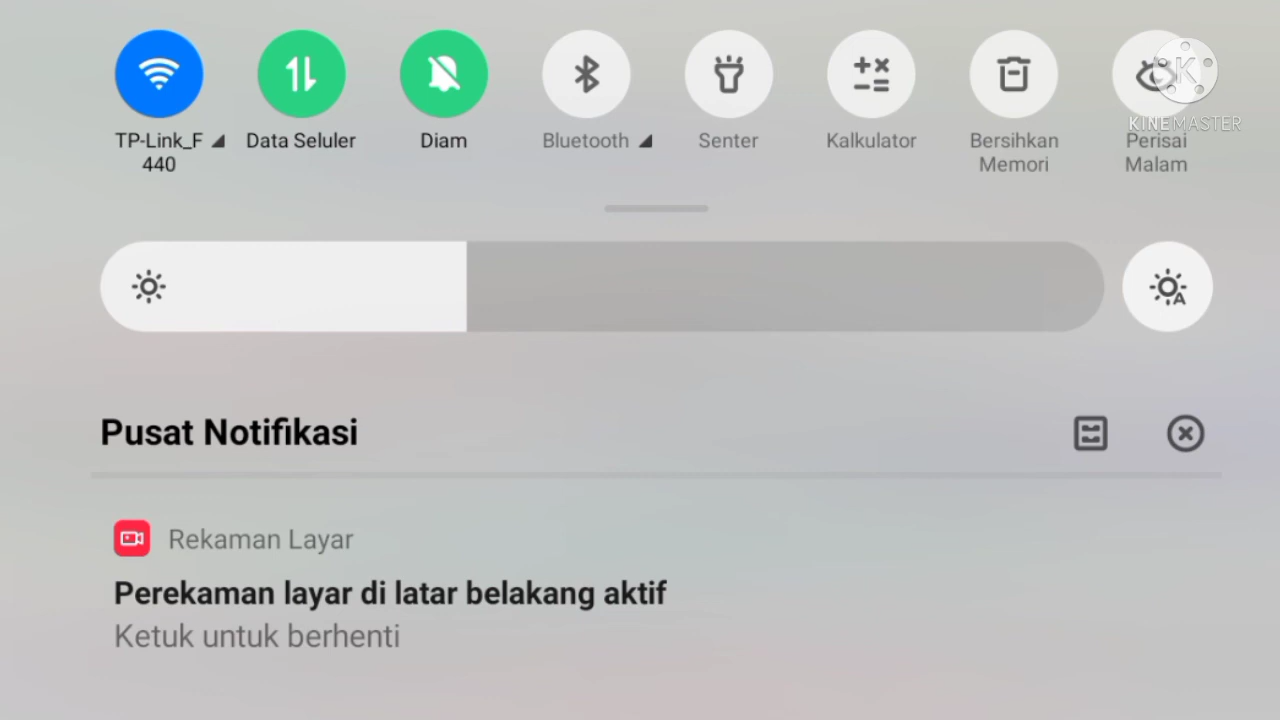 TP-Link_F
440
Data Seluler
Diam
Bluetooth
Senter
Kalkulator
Bersihkan
Memori
Perisai
Malam
K
KINEMASTER
A
Pusat Notifikasi
Rekaman Layar
Perekaman layar di latar belakang aktif
Ketuk untuk berhenti